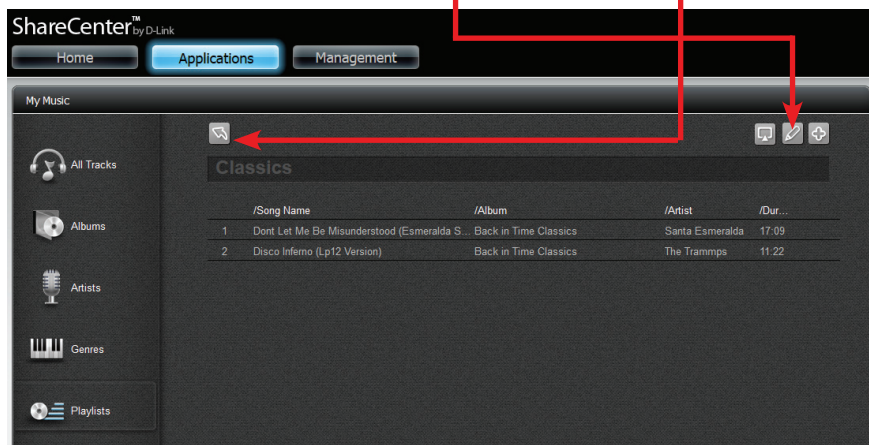 ShareCenter™ by D-Link
Home Applications Management
My Music
All Tracks
Classics
/Song Name /Album /Artist /Dur...
Albums
1 Dont Let Me Be Misunderstood (Esmeralda S... Back in Time Classics Santa Esmeralda 17:09
2 Disco Inferno (Lp12 Version) Back in Time Classics The Trammps 11:22
Artists
Genres
Playlists